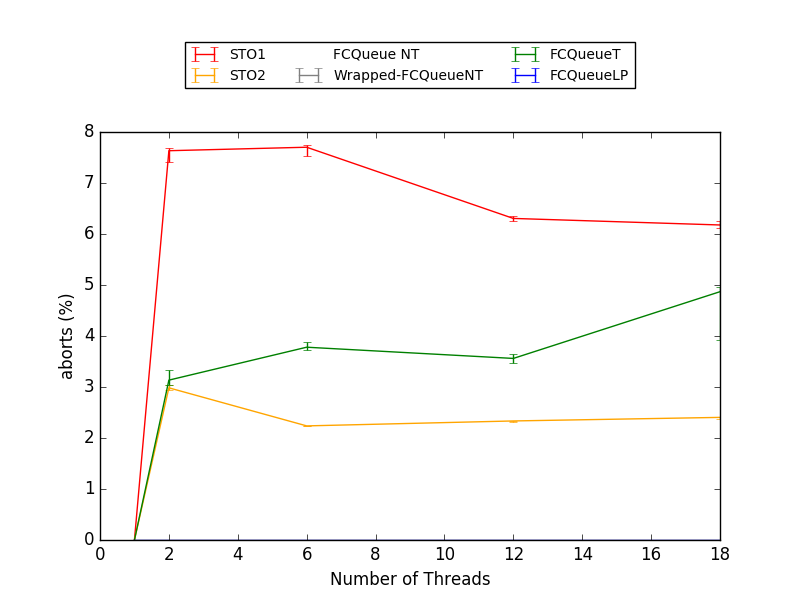 STO1 FCQueue NT FCQueueT
STO2 Wrapped-FCQueueNT FCQueueLP
8
7
6
5
4
3
2
1
0
aborts (%)
0 2 4 6 8 10 12 14 16 18
Number of Threads